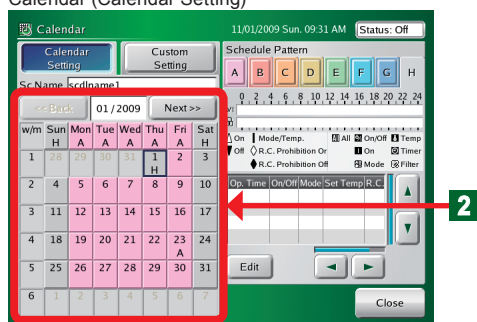 Calendar (Calendar Setting)
Calendar
11/01/2009 Sun. 09:31 AM
Status: Off
Calendar Setting
Custom Setting
Schedule Pattern
A B C D E F G H
Sc.Name scdlname1
<<Back 01/2009 Next>>
0 2 4 6 8 10 12 14 16 18 20 22 24
w/m Sun Mon Tue Wed Thu Fri Sat
H A A A A A H
1 28 29 30 31 1 2 3
H
2 4 5 6 7 8 9 10
3 11 12 13 14 15 16 17
4 18 19 20 21 22 23 24
A
5 25 26 27 28 29 30 31
6 1 2 3 4 5 6 7
On Mode/Temp. All On/Off Temp
Off R.C. Prohibition On On Timer
R.C. Prohibition Off Mode Filter
Op. Time On/Off Mode Set Temp R.C.
Edit
Close
2